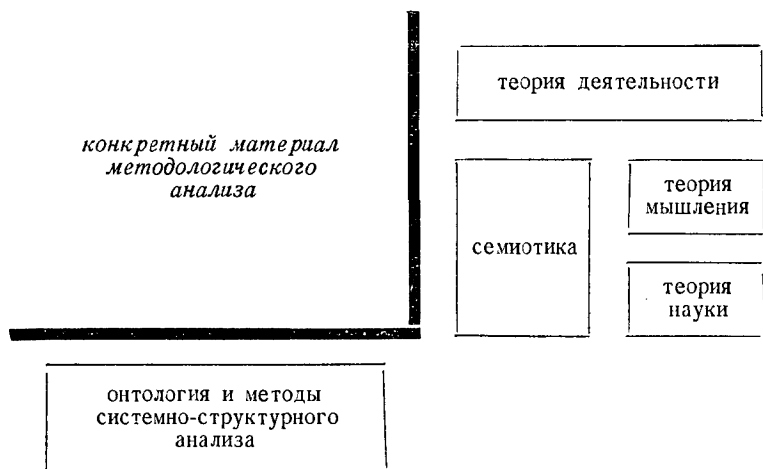 теория деятельности
конкретный материал
методологического
анализа
семиотика
теория
мышления
теория
науки
онтология и методы
системно-структурного
анализа